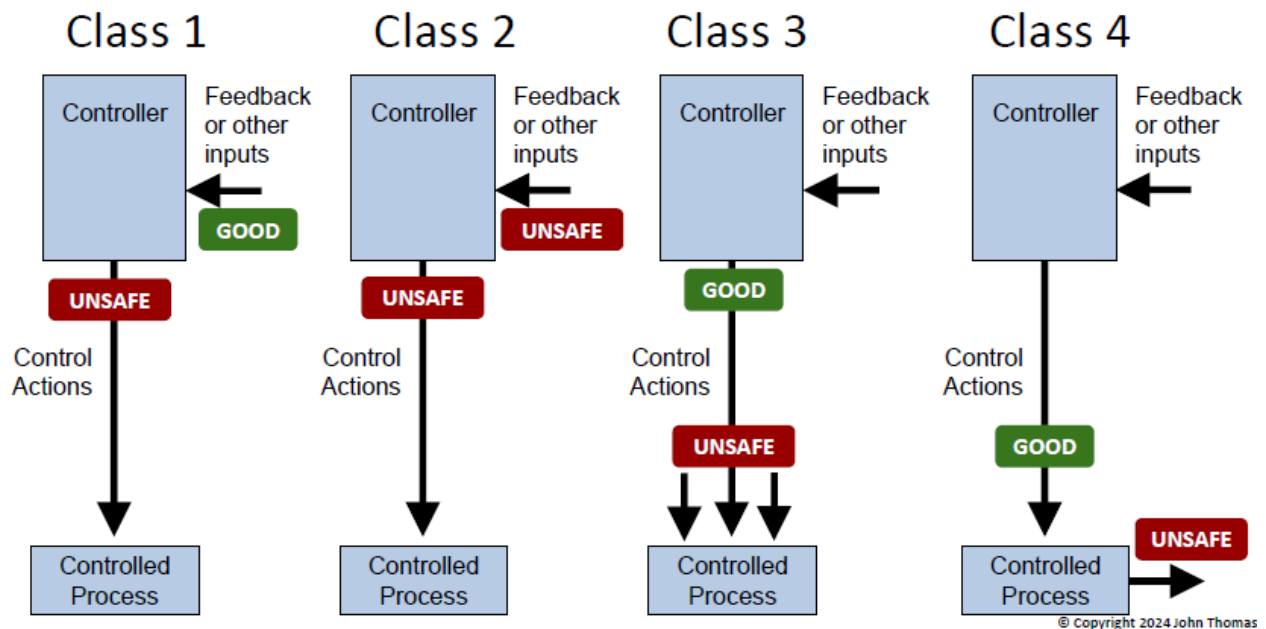 Class 1
Controller
Feedback
or other
inputs
GOOD
UNSAFE
Control
Actions
Controlled
Process
Class 2
Controller
Feedback
or other
inputs
UNSAFE
UNSAFE
Control
Actions
Controlled
Process
Class 3
Controller
Feedback
or other
inputs
GOOD
Control
Actions
UNSAFE
Controlled
Process
Class 4
Controller
Feedback
or other
inputs
Control
Actions
GOOD
UNSAFE
Controlled
Process
© Copyright 2024 John Thomas